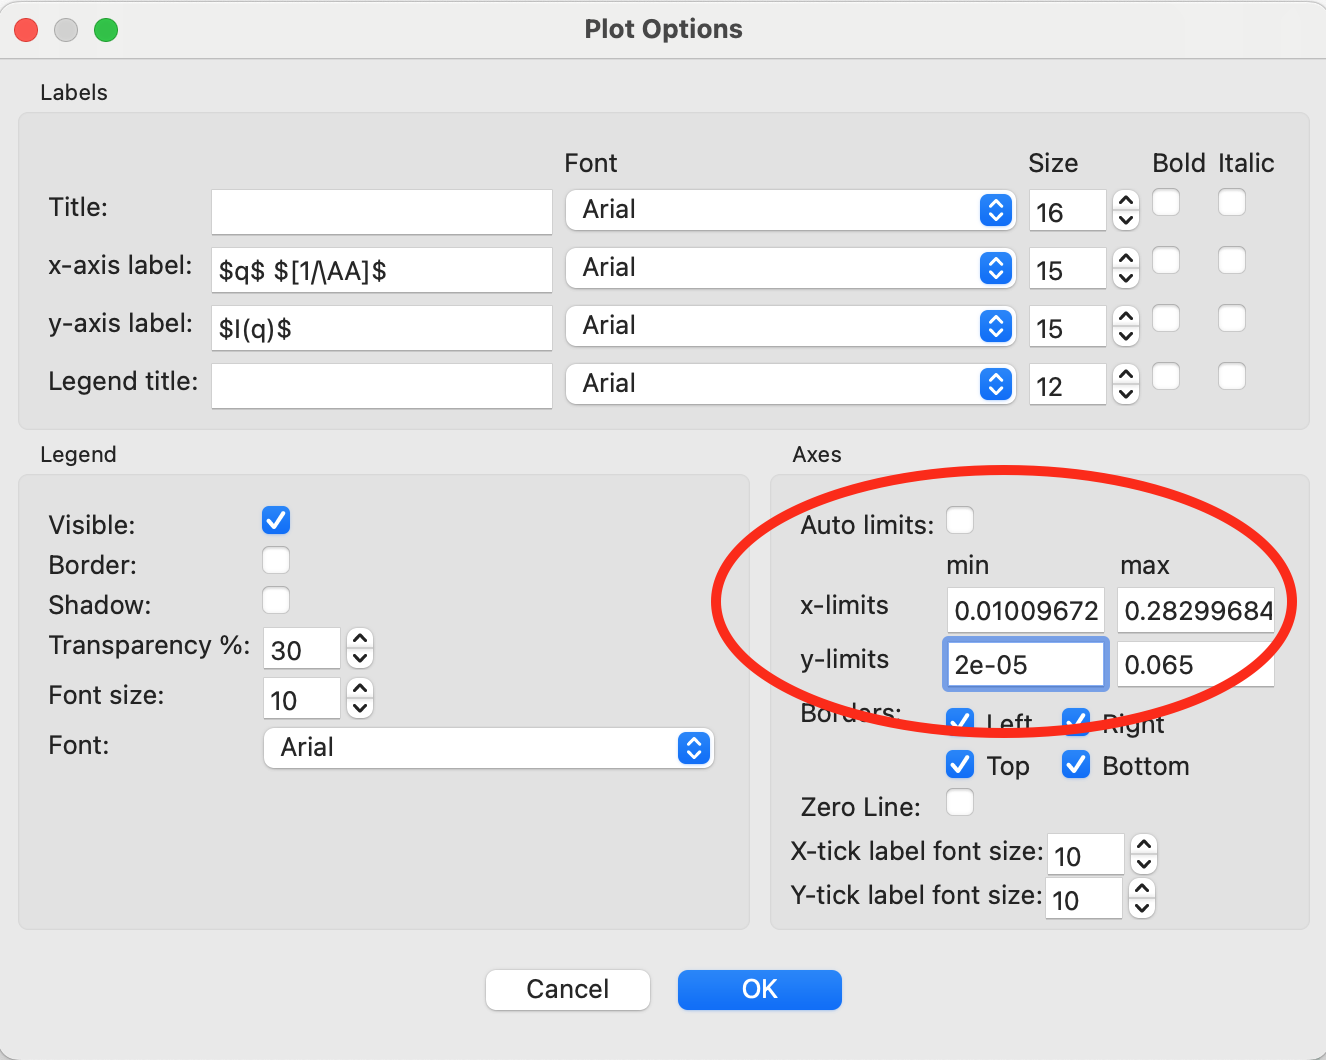 Plot Options
Labels
Font Size Bold Italic
Title: Arial 16
x-axis label: $q$ $[1/\AA]$ Arial 15
y-axis label: $I(q)$ Arial 15
Legend title: Arial 12
Legend
Visible:
Border:
Shadow:
Transparency %: 30
Font size: 10
Font: Arial
Axes
Auto limits:
min max
x-limits 0.01009672 0.28299684
y-limits 2e-05 0.065
Borders: Left Right
Top Bottom
Zero Line:
X-tick label font size: 10
Y-tick label font size: 10
Cancel OK